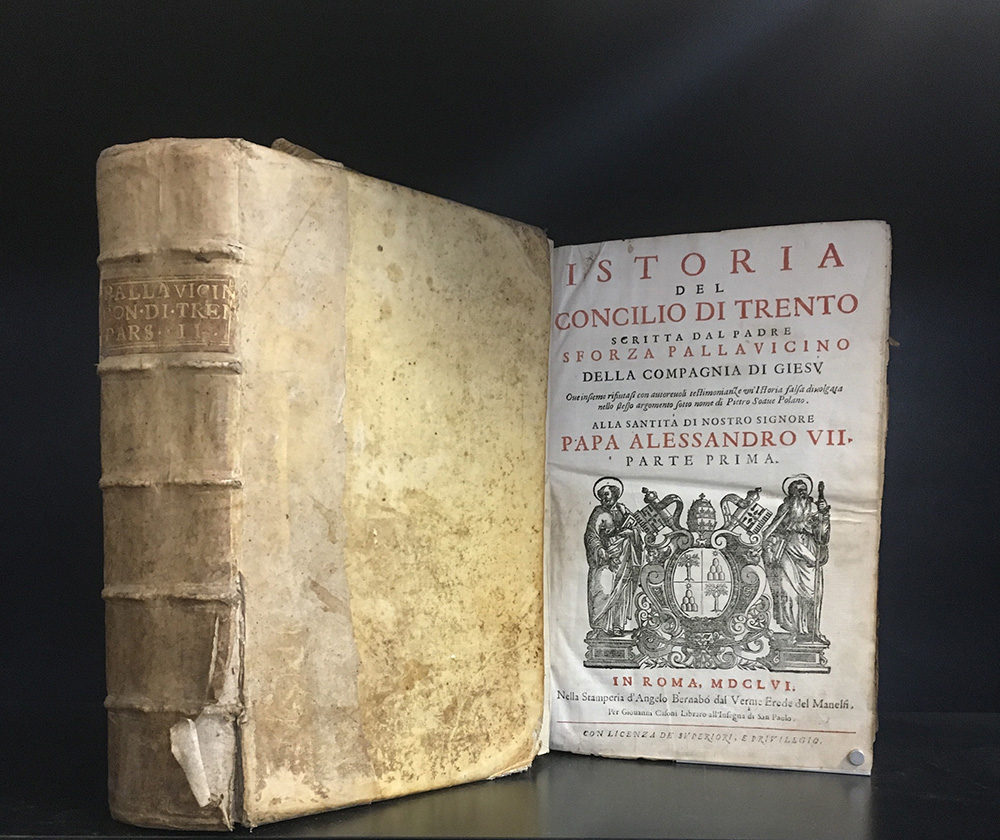 PALLAVICIN
CON·DI·TREN
PARS·II·
ISTORIA
DEL
CONCILIO DI TRENTO
SCRITTA DAL PADRE
SFORZA PALLAVICINO
DELLA COMPAGNIA DI GIESV
Oue insieme rifiutasi con autoreuoli testimonianze vn'Istoria falsa diuolgata
nello stesso argomento sotto nome di Pietro Soaue Polano.
ALLA SANTITÀ DI NOSTRO SIGNORE
PAPA ALESSANDRO VII.
PARTE PRIMA.
IN ROMA, MDCLVI.
Nella Stamperia d'Angelo Bernabò dal Verme Erede del Manelfi.
Per Giouanni Casoni Libraro all'Insegna di San Paolo.
CON LICENZA DE' SVPERIORI, E PRIVILEGIO.